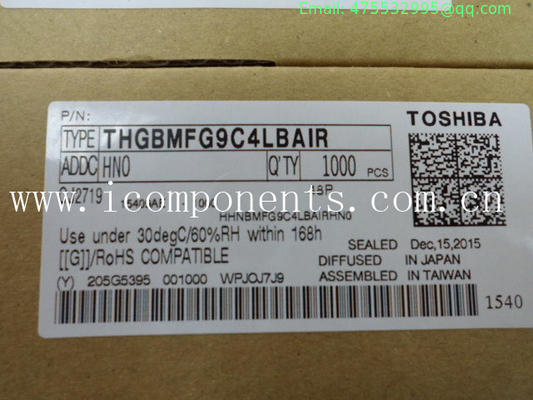 Email: 475532995@qq.com
P/N:
TOSHIBA
TYPE THGBMFG9C4LBAIR
ADDC HN0 Q'TY 1000 PCS
CJ2719 18P
www.icomponents.com.cn
HHNBMFG9C4LBAIRHN0
Use under 30degC/60%RH within 168h
SEALED Dec,15,2015
[[G]]/RoHS COMPATIBLE
DIFFUSED IN JAPAN
(Y) 205G5395 001000 WPJOJ7J9
ASSEMBLED IN TAIWAN
1540